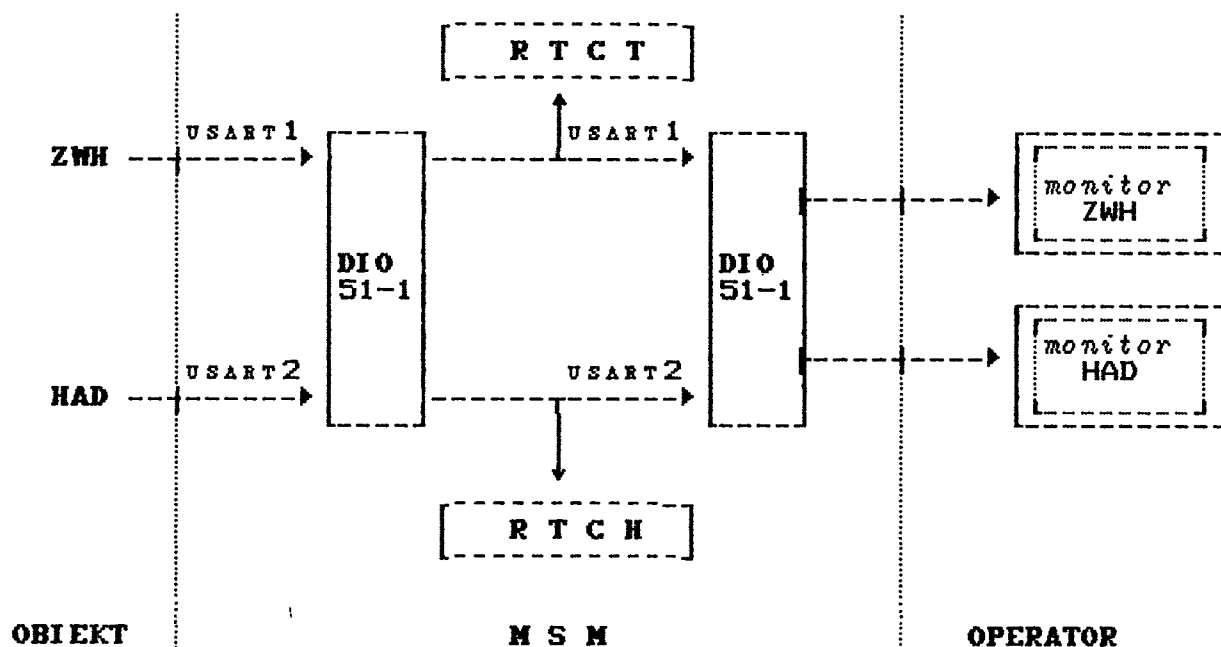 R T C T
USART1
USART1
ZWH
monitor
ZWH
DIO
51-1
DIO
51-1
monitor
HAD
USART2
USART2
HAD
R T C H
OBIEKT
M S M
OPERATOR